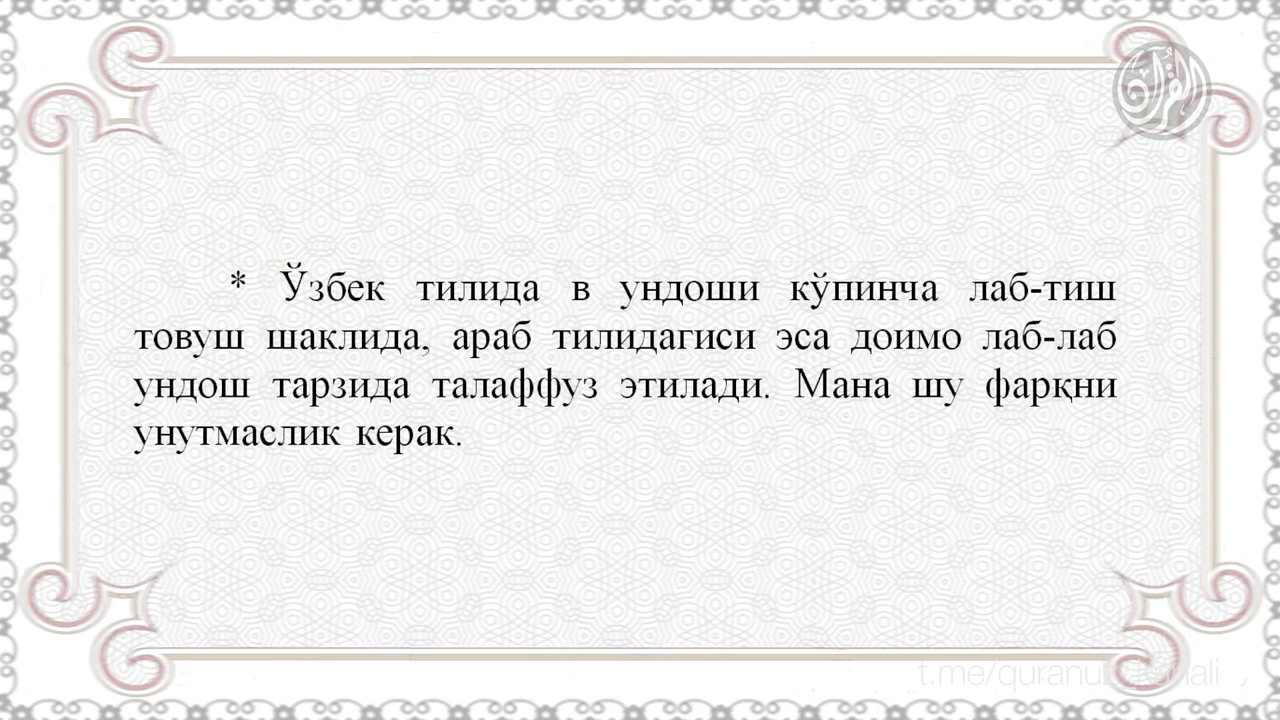 القرآن
* Ўзбек тилида в ундоши кўпинча лаб-тиш
товуш шаклида, араб тилидагиси эса доимо лаб-лаб
ундош тарзида талаффуз этилади. Мана шу фарқни
унутмаслик керак.